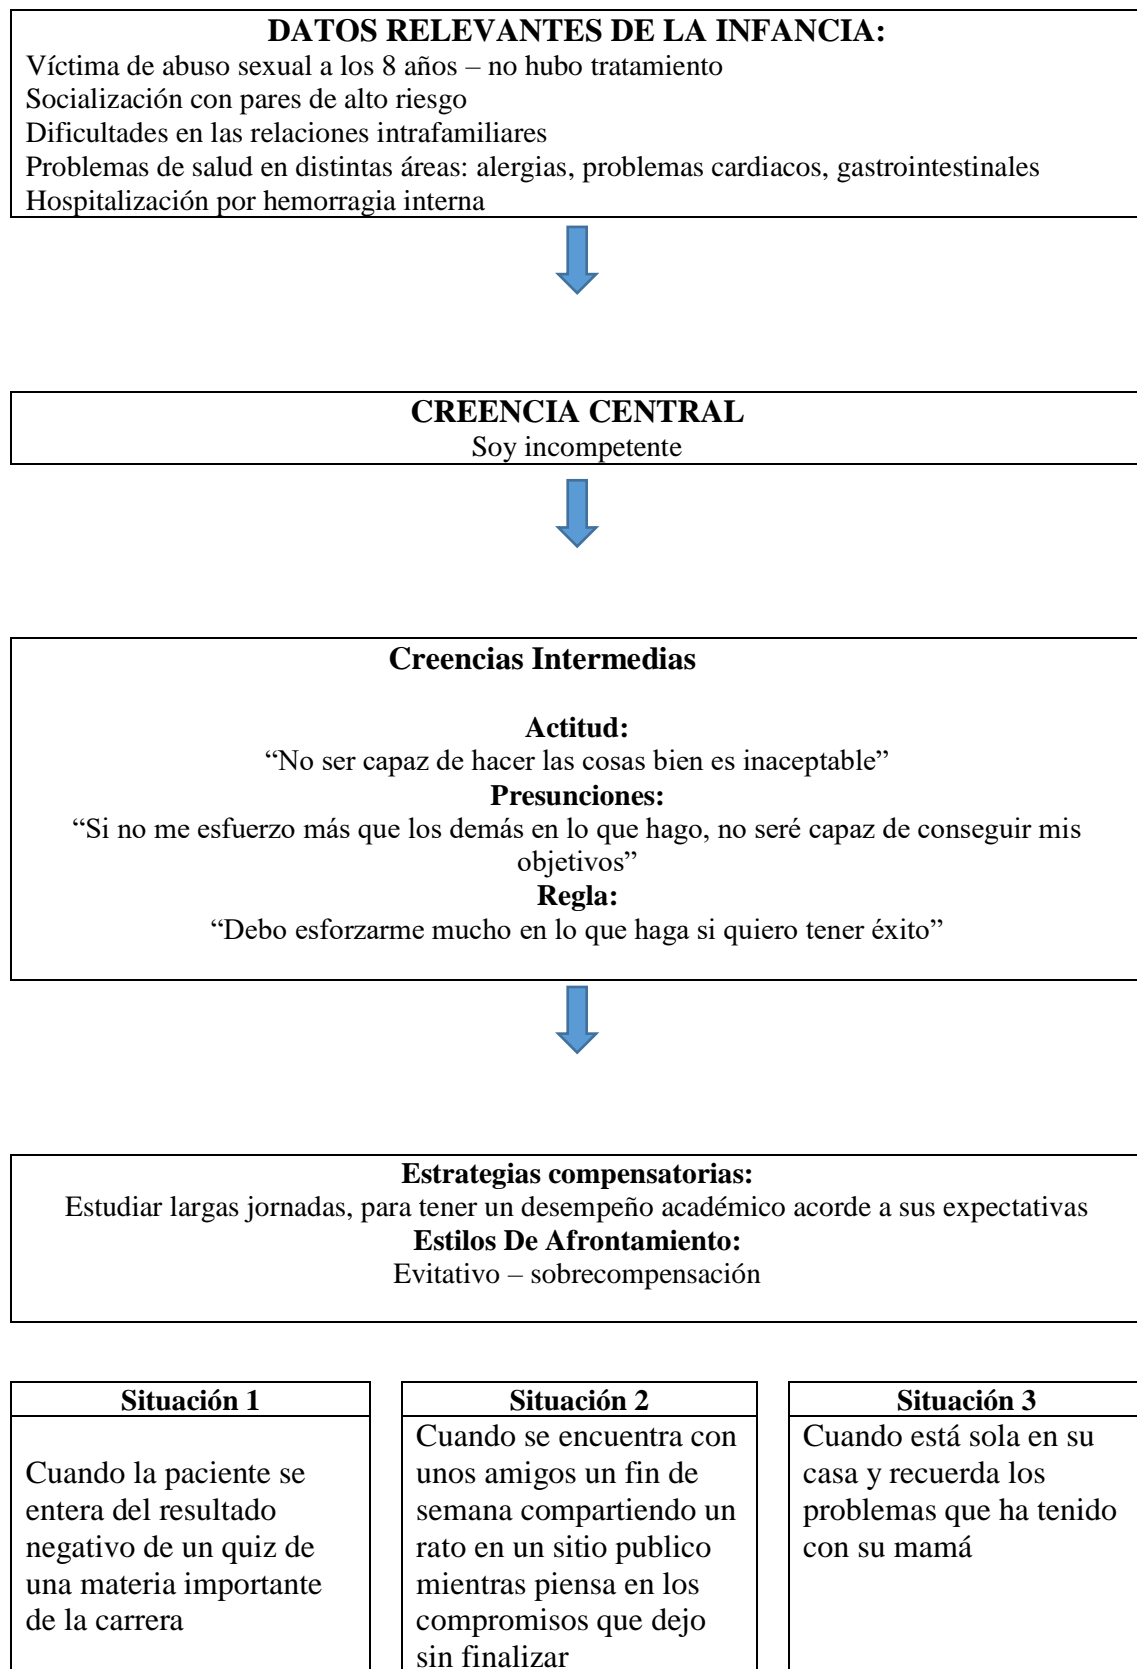 DATOS RELEVANTES DE LA INFANCIA:
Víctima de abuso sexual a los 8 años – no hubo tratamiento
Socialización con pares de alto riesgo
Dificultades en las relaciones intrafamiliares
Problemas de salud en distintas áreas: alergias, problemas cardiacos, gastrointestinales
Hospitalización por hemorragia interna
CREENCIA CENTRAL
Soy incompetente
Creencias Intermedias
Actitud:
“No ser capaz de hacer las cosas bien es inaceptable”
Presunciones:
“Si no me esfuerzo más que los demás en lo que hago, no seré capaz de conseguir mis
objetivos”
Regla:
“Debo esforzarme mucho en lo que haga si quiero tener éxito”
Estrategias compensatorias:
Estudiar largas jornadas, para tener un desempeño académico acorde a sus expectativas
Estilos De Afrontamiento:
Evitativo – sobrecompensación
Situación 1
Cuando la paciente se
entera del resultado
negativo de un quiz de
una materia importante
de la carrera
Situación 2
Cuando se encuentra con
unos amigos un fin de
semana compartiendo un
rato en un sitio publico
mientras piensa en los
compromisos que dejo
sin finalizar
Situación 3
Cuando está sola en su
casa y recuerda los
problemas que ha tenido
con su mamá